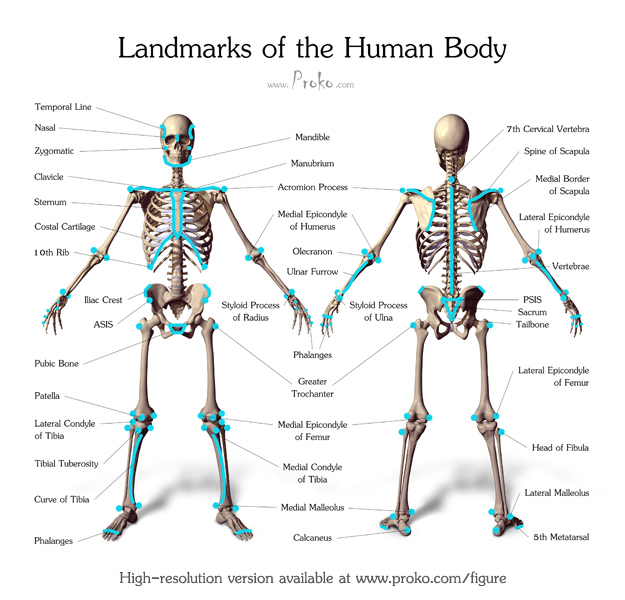 Landmarks of the Human Body
www. Proko .com
Temporal Line
Nasal
Zygomatic
Clavicle
Sternum
Costal Cartilage
10th Rib
Iliac Crest
ASIS
Pubic Bone
Patella
Lateral Condyle
of Tibia
Tibial Tuberosity
Curve of Tibia
Phalanges
Mandible
Manubrium
Acromion Process
Medial Epicondyle
of Humerus
Olecranon
Ulnar Furrow
Styloid Process
of Radius
Styloid Process
of Ulna
Phalanges
Greater
Trochanter
Medial Epicondyle
of Femur
Medial Condyle
of Tibia
Medial Malleolus
Calcaneus
7th Cervical Vertebra
Spine of Scapula
Medial Border
of Scapula
Lateral Epicondyle
of Humerus
Vertebrae
PSIS
Sacrum
Tailbone
Lateral Epicondyle
of Femur
Head of Fibula
Lateral Malleolus
5th Metatarsal
High-resolution version available at www.proko.com/figure